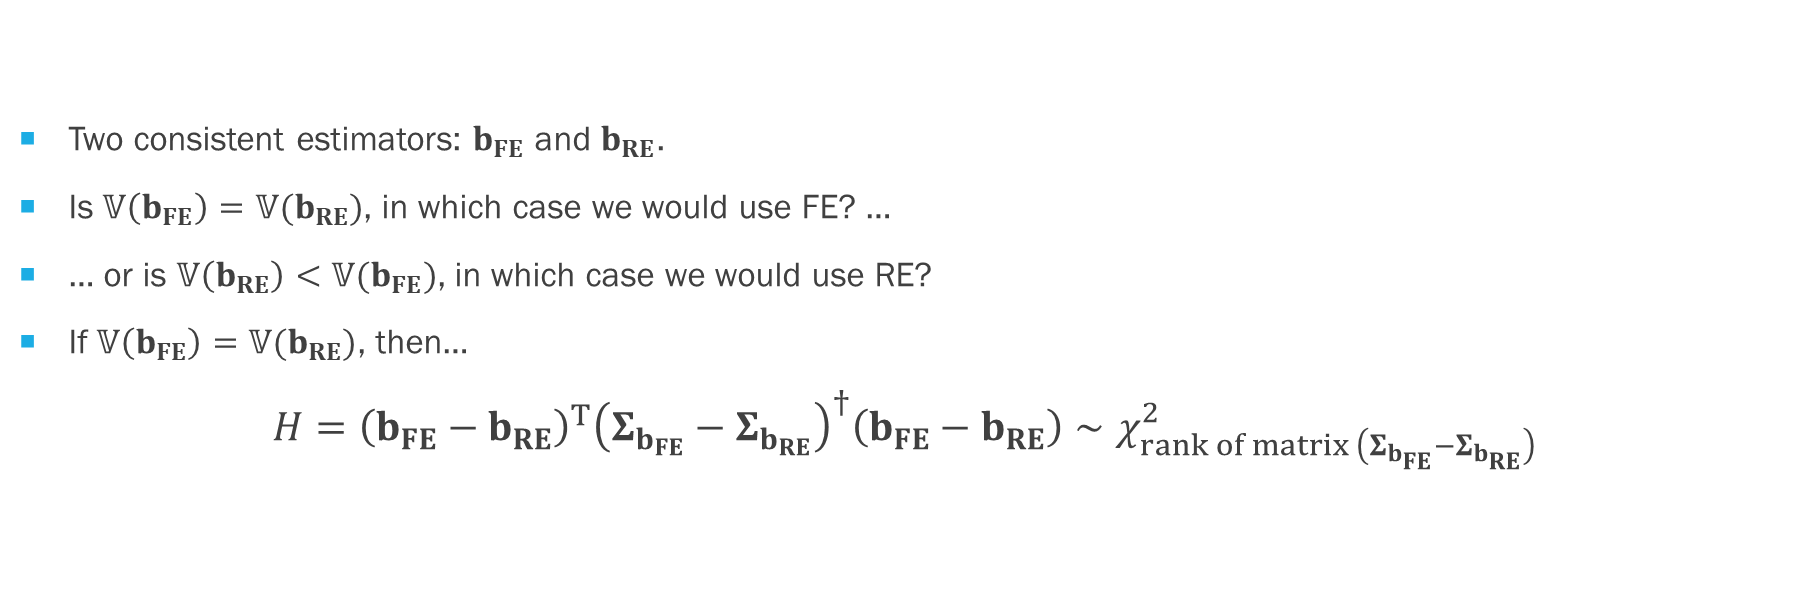 ▪ Two consistent estimators: b_FE and b_RE.
▪ Is 𝕍(b_FE) = 𝕍(b_RE), in which case we would use FE? …
▪ … or is 𝕍(b_RE) < 𝕍(b_FE), in which case we would use RE?
▪ If 𝕍(b_FE) = 𝕍(b_RE), then…
H = (b_FE − b_RE)^T (Σ_b_FE − Σ_b_RE)^† (b_FE − b_RE) ~ χ^2_rank of matrix (Σ_b_FE − Σ_b_RE)